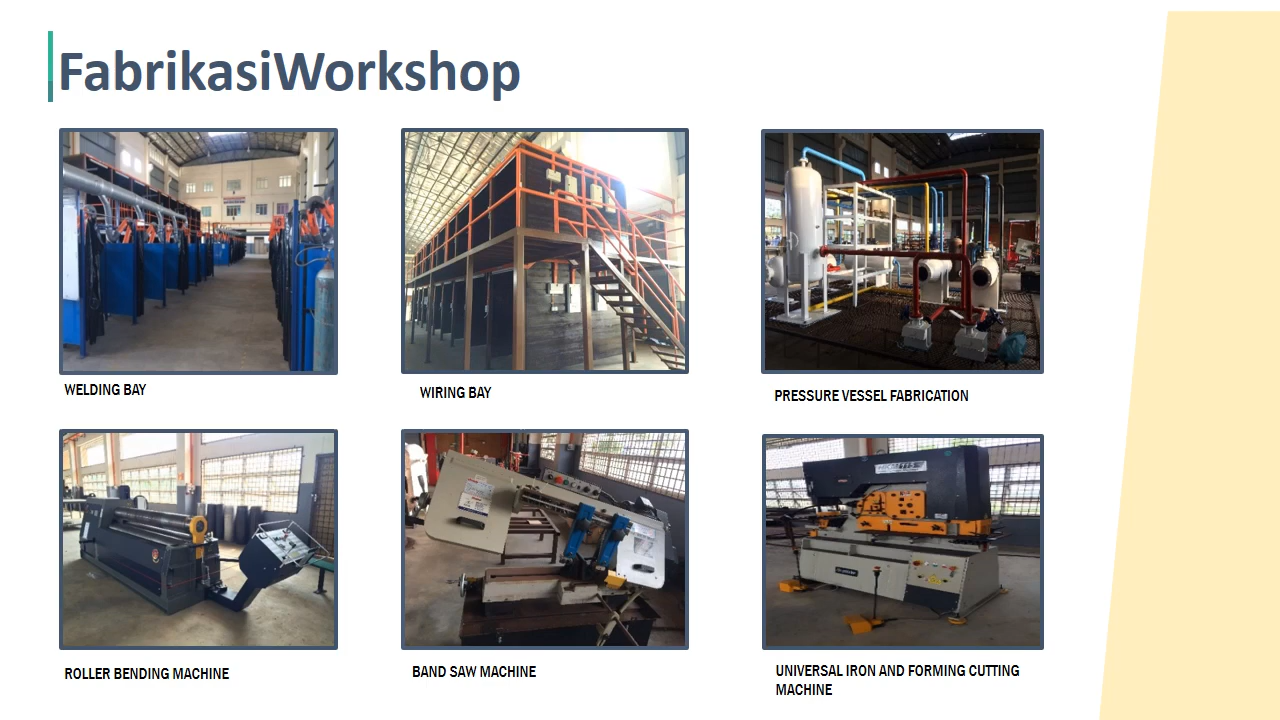 FabrikasiWorkshop
WELDING BAY
WIRING BAY
PRESSURE VESSEL FABRICATION
ROLLER BENDING MACHINE
BAND SAW MACHINE
UNIVERSAL IRON AND FORMING CUTTING
MACHINE